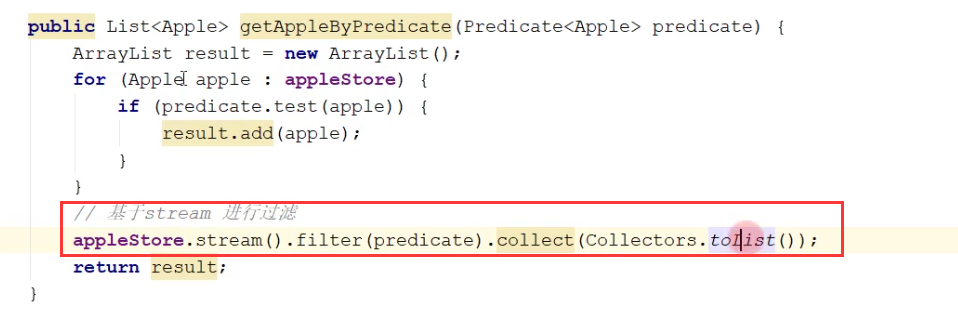 public List<Apple> getAppleByPredicate(Predicate<Apple> predicate) {
ArrayList result = new ArrayList();
for (Apple apple : appleStore) {
if (predicate.test(apple)) {
result.add(apple);
}
}
// 基于stream 进行过滤
appleStore.stream().filter(predicate).collect(Collectors.toList());
return result;
}